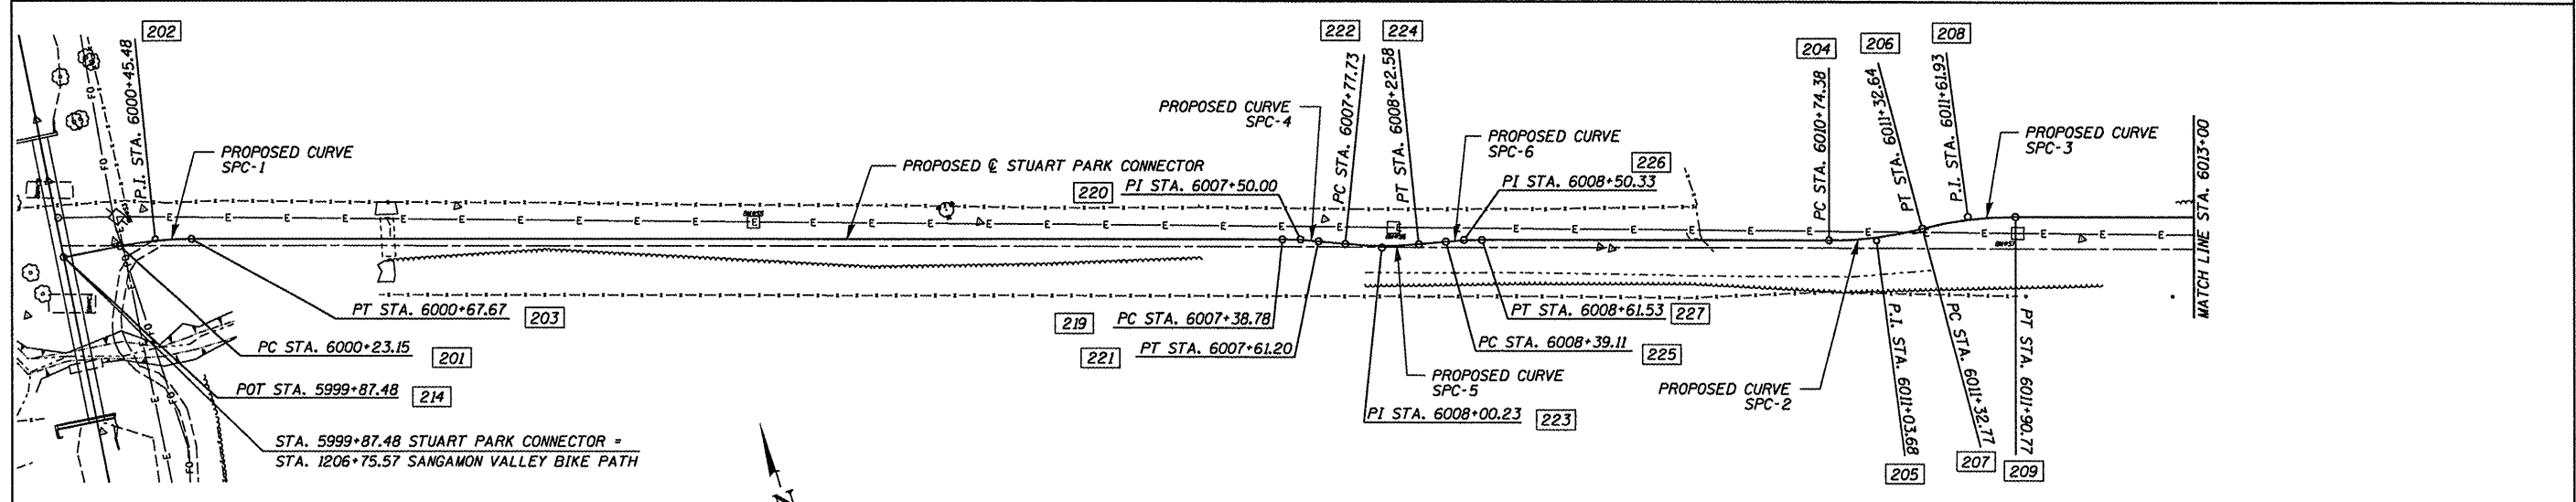 202
P.I. STA. 6000+45.48
PROPOSED CURVE
SPC-1
PROPOSED ℄ STUART PARK CONNECTOR
PROPOSED CURVE
SPC-4
222
PC STA. 6007+77.73
224
PT STA. 6008+22.58
220
PI STA. 6007+50.00
PROPOSED CURVE
SPC-6
226
PI STA. 6008+50.33
204
PC STA. 6010+74.38
206
PT STA. 6011+32.64
208
P.I. STA. 6011+61.93
PROPOSED CURVE
SPC-3
MATCH LINE STA. 6013+00
PT STA. 6000+67.67
203
PC STA. 6000+23.15
201
POT STA. 5999+87.48
214
STA. 5999+87.48 STUART PARK CONNECTOR =
STA. 1206+75.57 SANGAMON VALLEY BIKE PATH
219
PC STA. 6007+38.78
221
PT STA. 6007+61.20
PT STA. 6008+61.53
227
PC STA. 6008+39.11
225
PROPOSED CURVE
SPC-5
PI STA. 6008+00.23
223
PROPOSED CURVE
SPC-2
P.I. STA. 6011+03.68
205
PC STA. 6011+32.77
207
PT STA. 6011+90.77
209